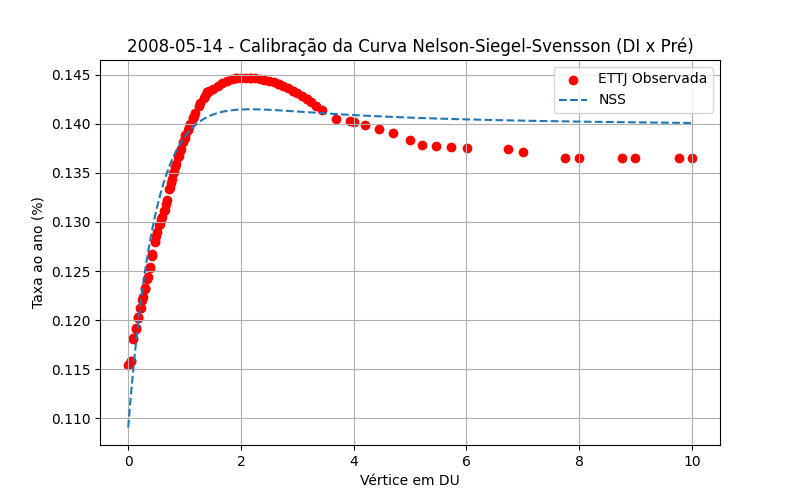 2008-05-14 - Calibração da Curva Nelson-Siegel-Svensson (DI x Pré)
ETTJ Observada
NSS
Taxa ao ano (%)
0.145
0.140
0.135
0.130
0.125
0.120
0.115
0.110
0 2 4 6 8 10
Vértice em DU